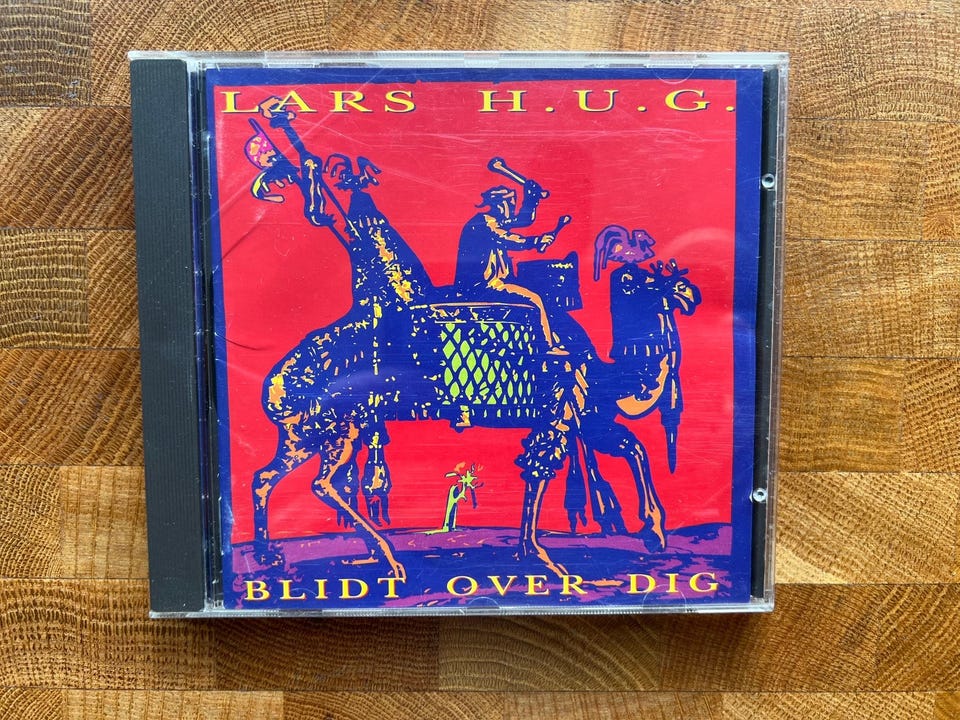 LARS H.U.G.
BLIDT OVER DIG